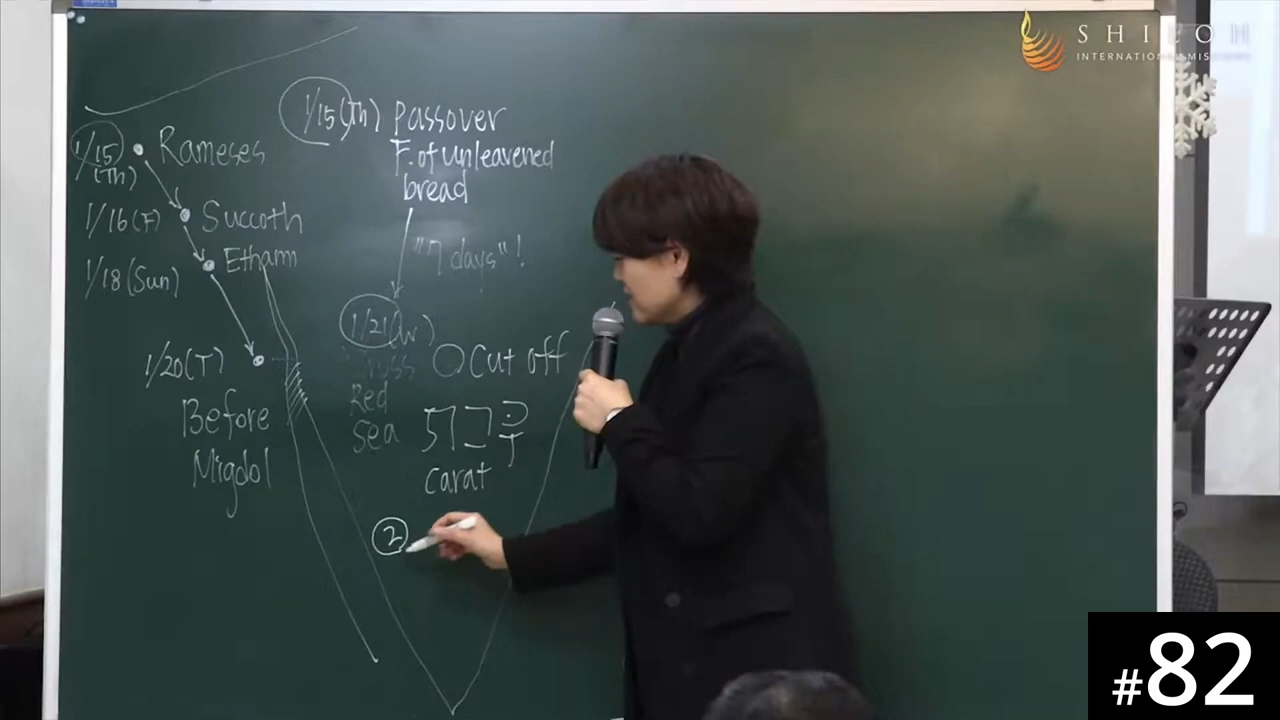 SHILOH
INTERNATIONAL MISSIONS
1/15 (Th)
Rameses
1/16 (F)
Succoth
1/18 (Sun)
Etham
1/20 (T)
Before
Migdol
1/15 (Th) Passover
F. of unleavened
bread
"7 days"!
1/21 (W)
Red
Sea
Cut off
carat
2
#82